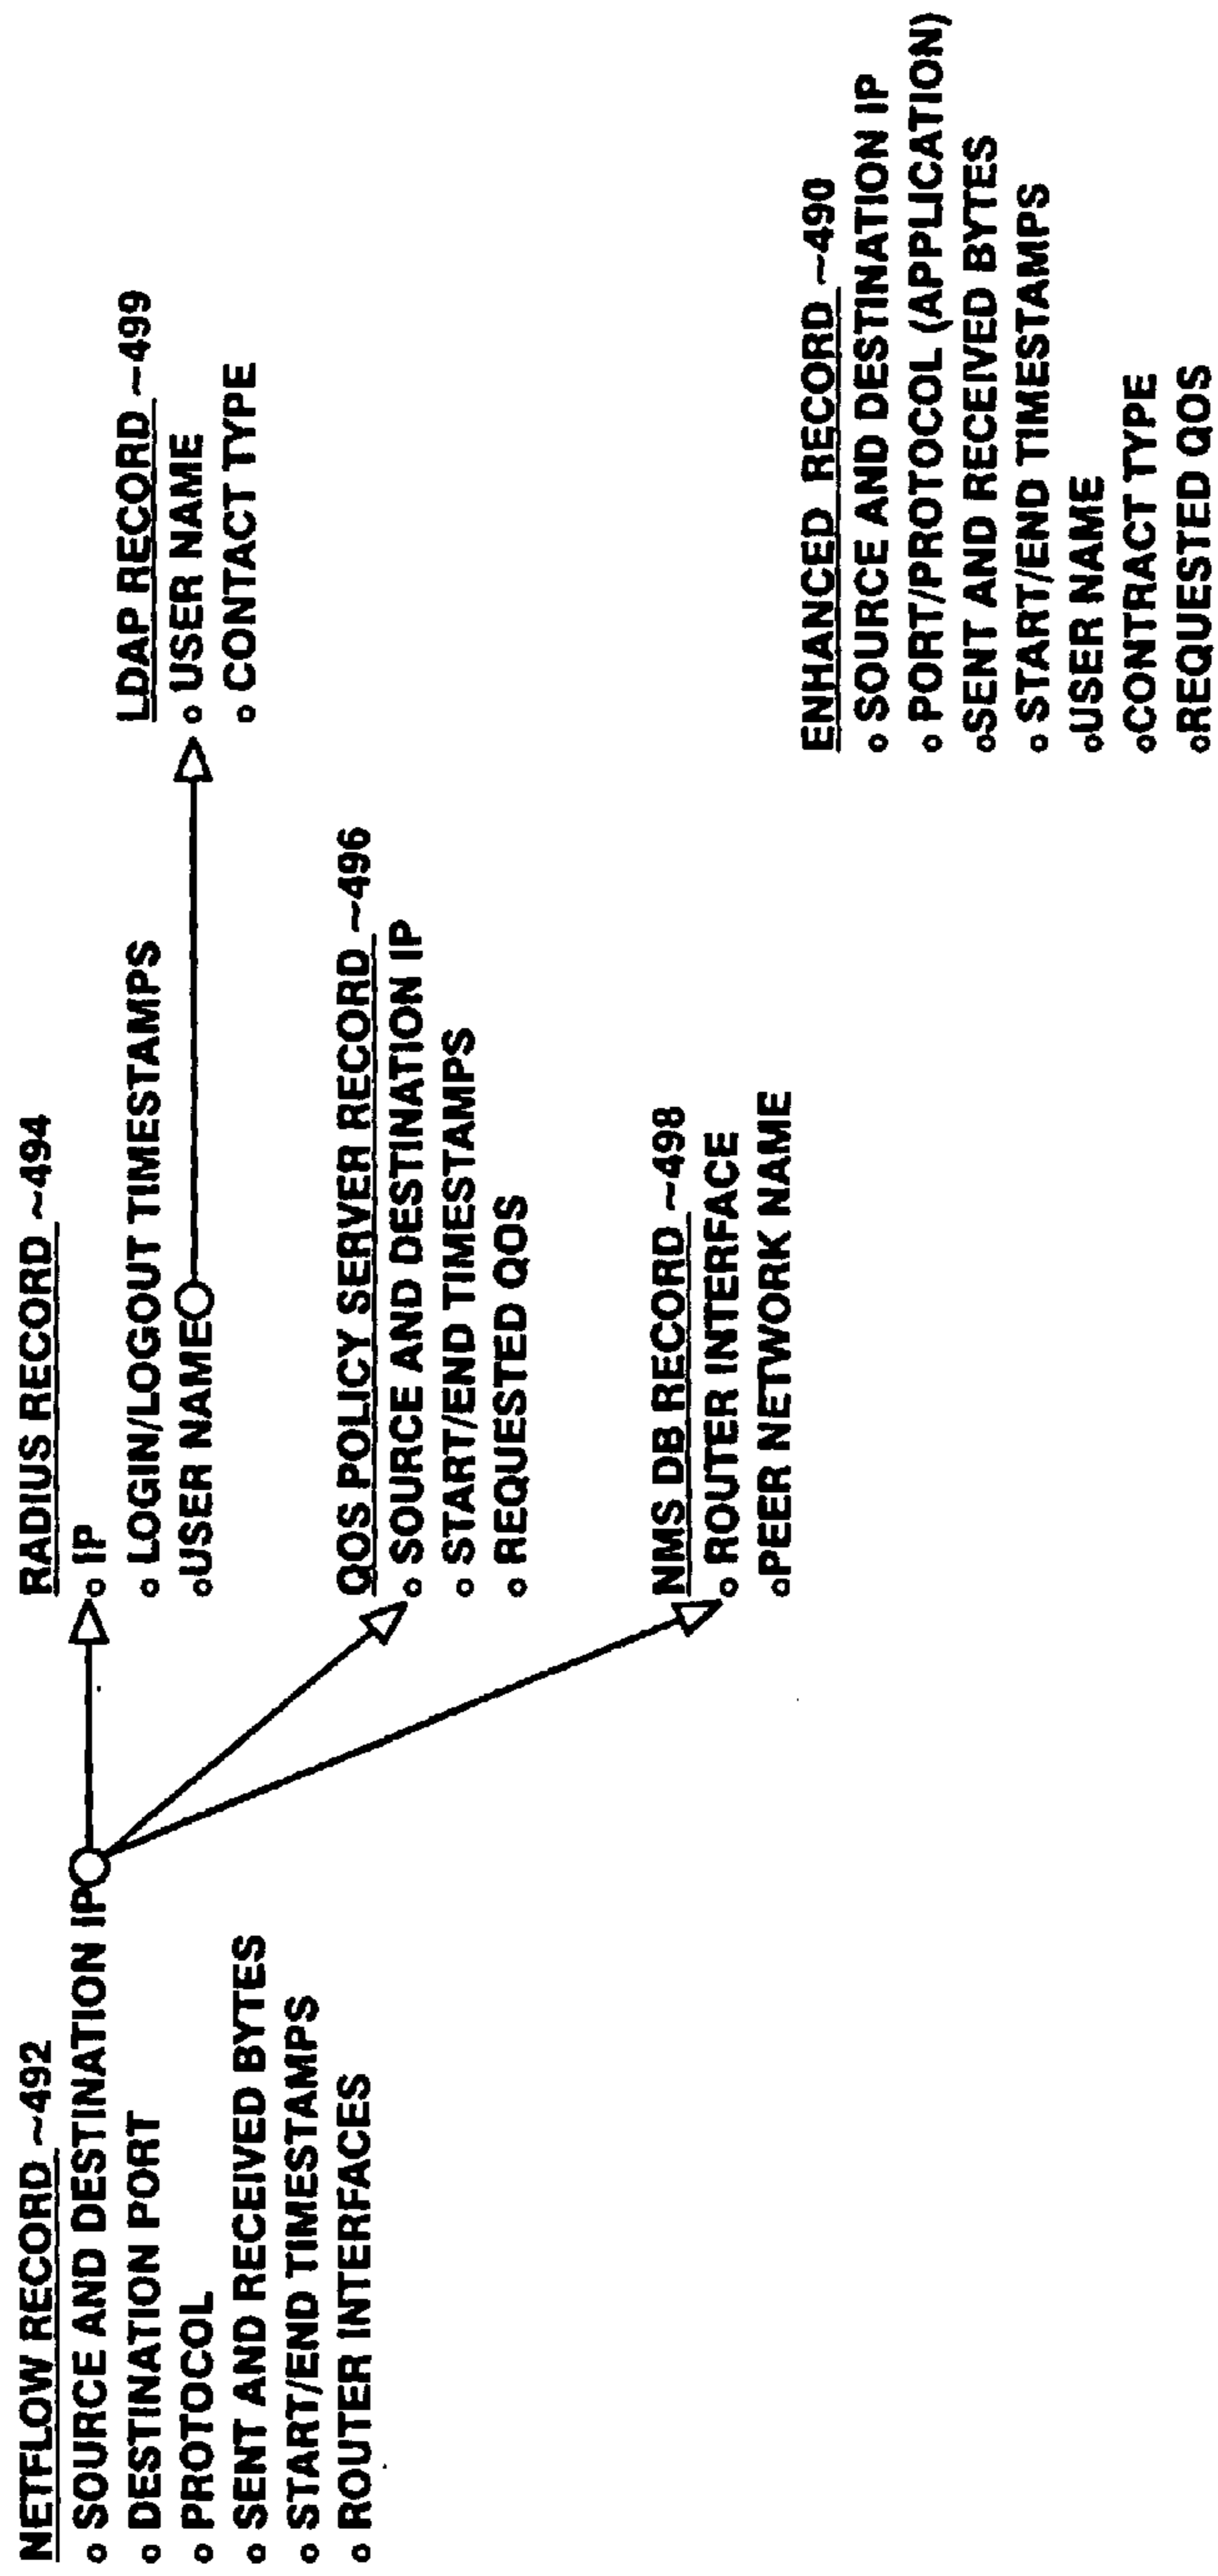 NETFLOW RECORD ~492
o SOURCE AND DESTINATION IP
o DESTINATION PORT
o PROTOCOL
o SENT AND RECEIVED BYTES
o START/END TIMESTAMPS
o ROUTER INTERFACES
RADIUS RECORD ~494
o IP
o LOGIN/LOGOUT TIMESTAMPS
o USER NAME
QOS POLICY SERVER RECORD ~496
o SOURCE AND DESTINATION IP
o START/END TIMESTAMPS
o REQUESTED QOS
NMS DB RECORD ~498
o ROUTER INTERFACE
o PEER NETWORK NAME
LDAP RECORD ~499
o USER NAME
o CONTACT TYPE
ENHANCED RECORD ~490
o SOURCE AND DESTINATION IP
o PORT/PROTOCOL (APPLICATION)
o SENT AND RECEIVED BYTES
o START/END TIMESTAMPS
o USER NAME
o CONTRACT TYPE
o REQUESTED QOS